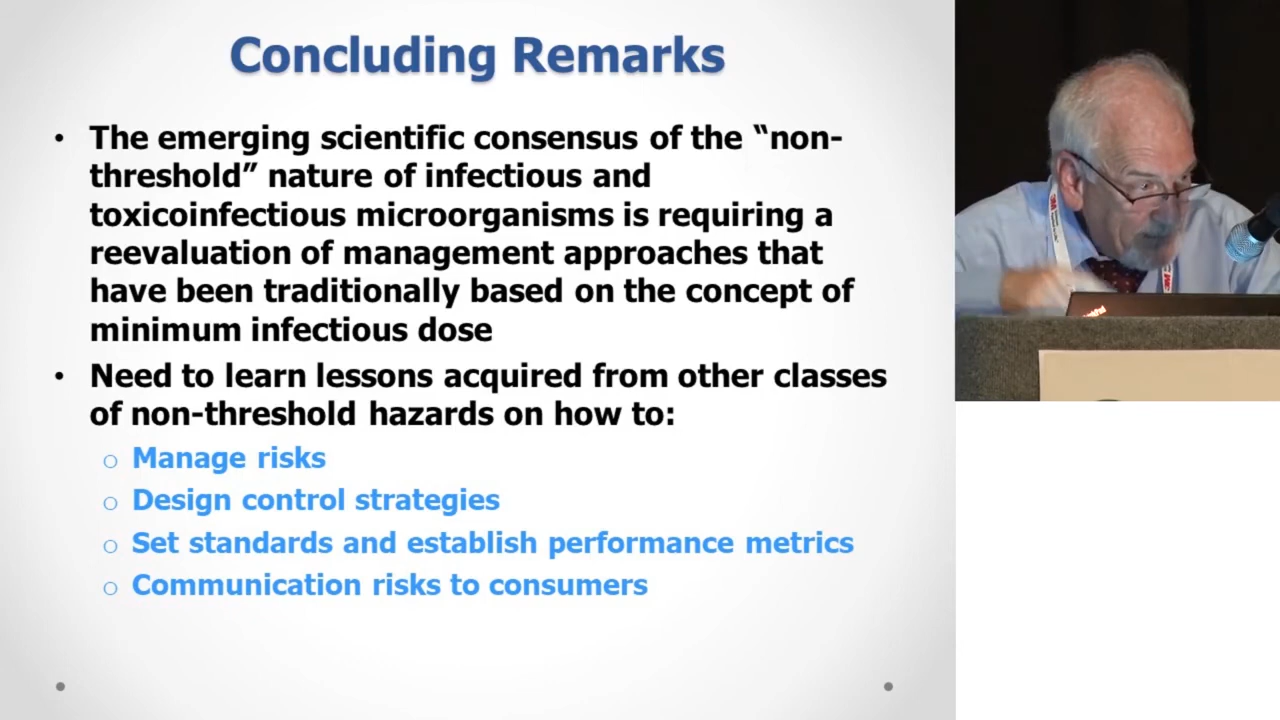 Concluding Remarks
• The emerging scientific consensus of the “non-
threshold” nature of infectious and
toxicoinfectious microorganisms is requiring a
reevaluation of management approaches that
have been traditionally based on the concept of
minimum infectious dose
• Need to learn lessons acquired from other classes
of non-threshold hazards on how to:
o Manage risks
o Design control strategies
o Set standards and establish performance metrics
o Communication risks to consumers
3M
3M